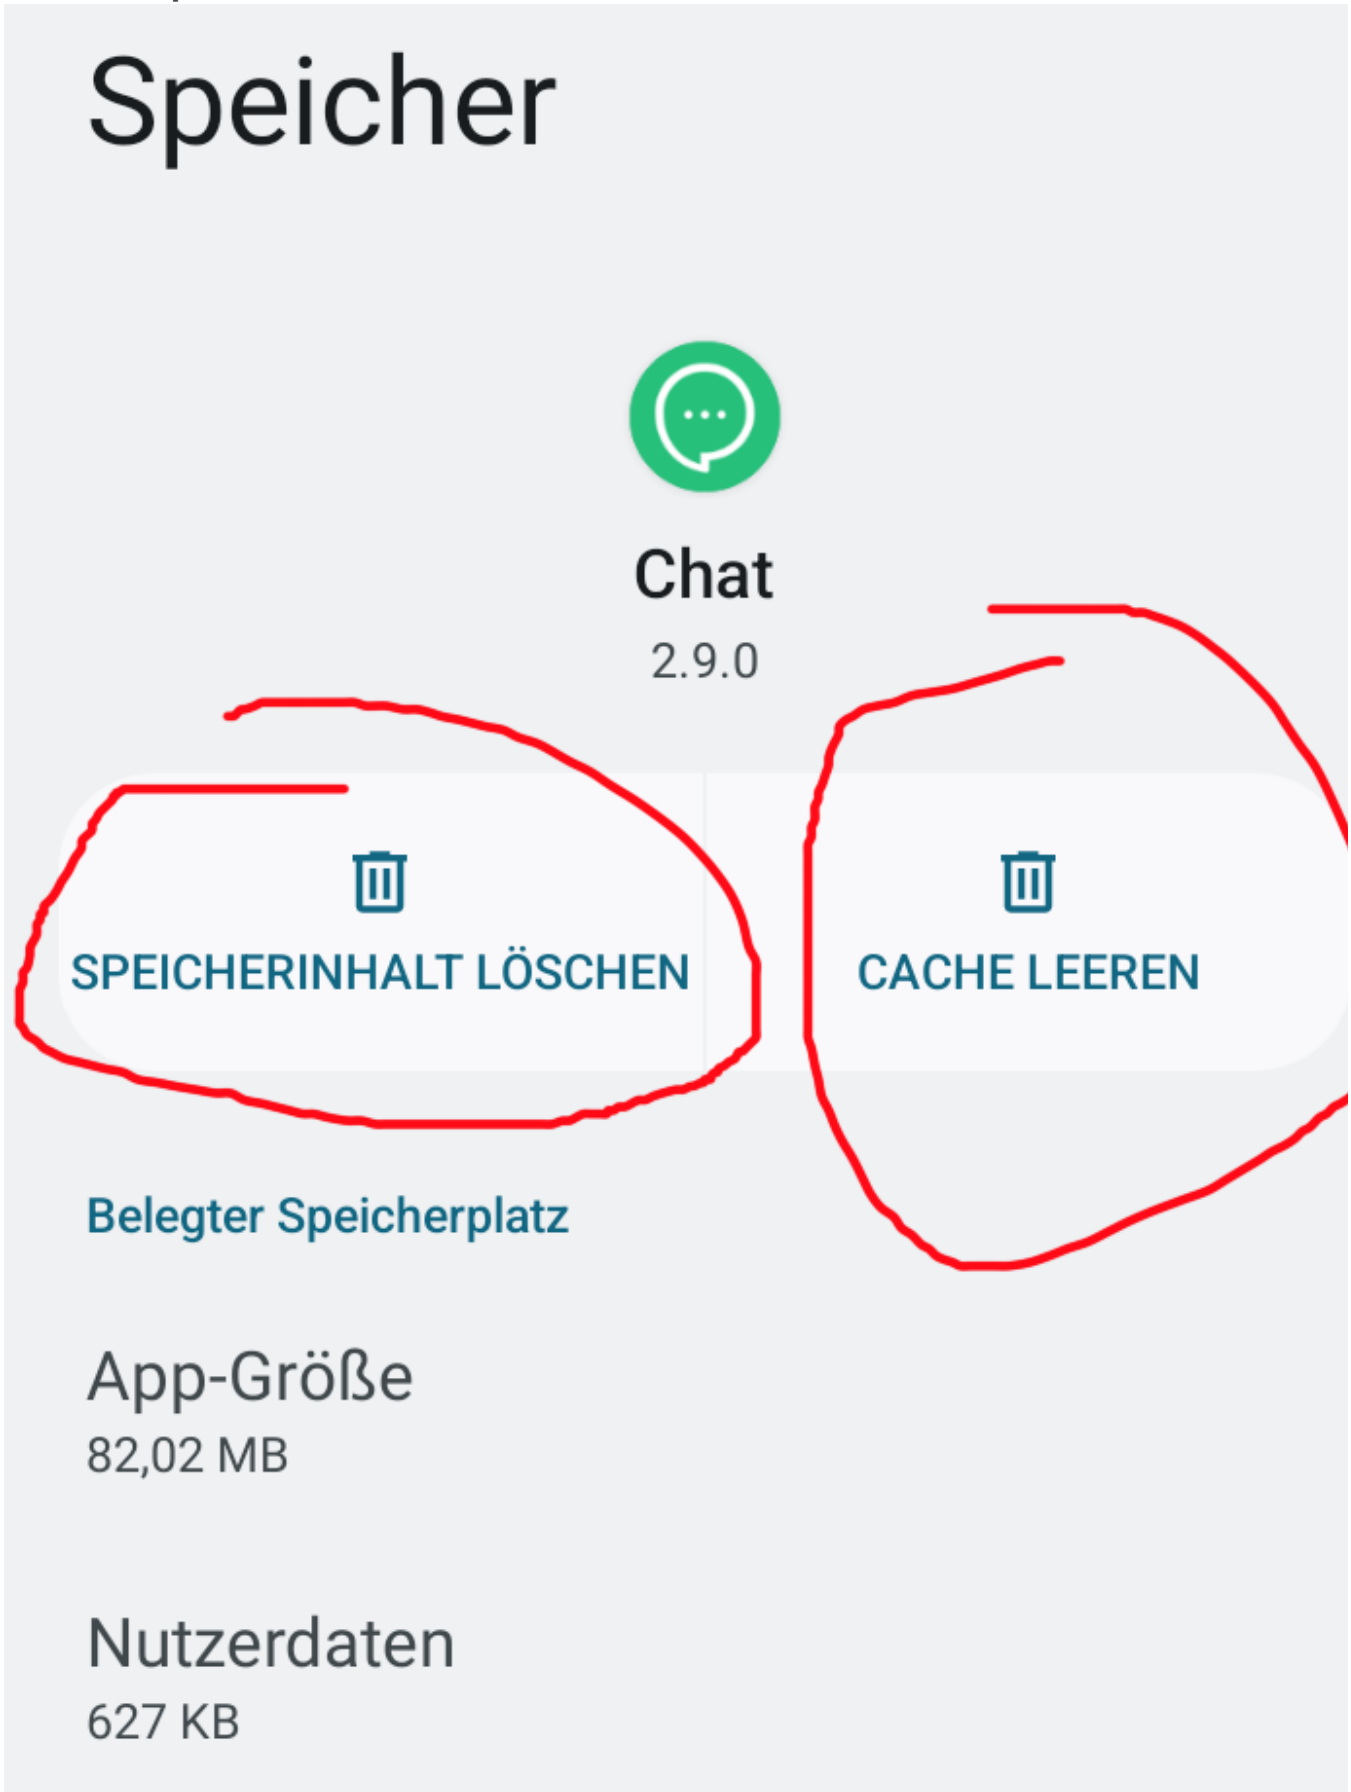 Speicher
Chat
2.9.0
SPEICHERINHALT LÖSCHEN
CACHE LEEREN
Belegter Speicherplatz
App-Größe
82,02 MB
Nutzerdaten
627 KB